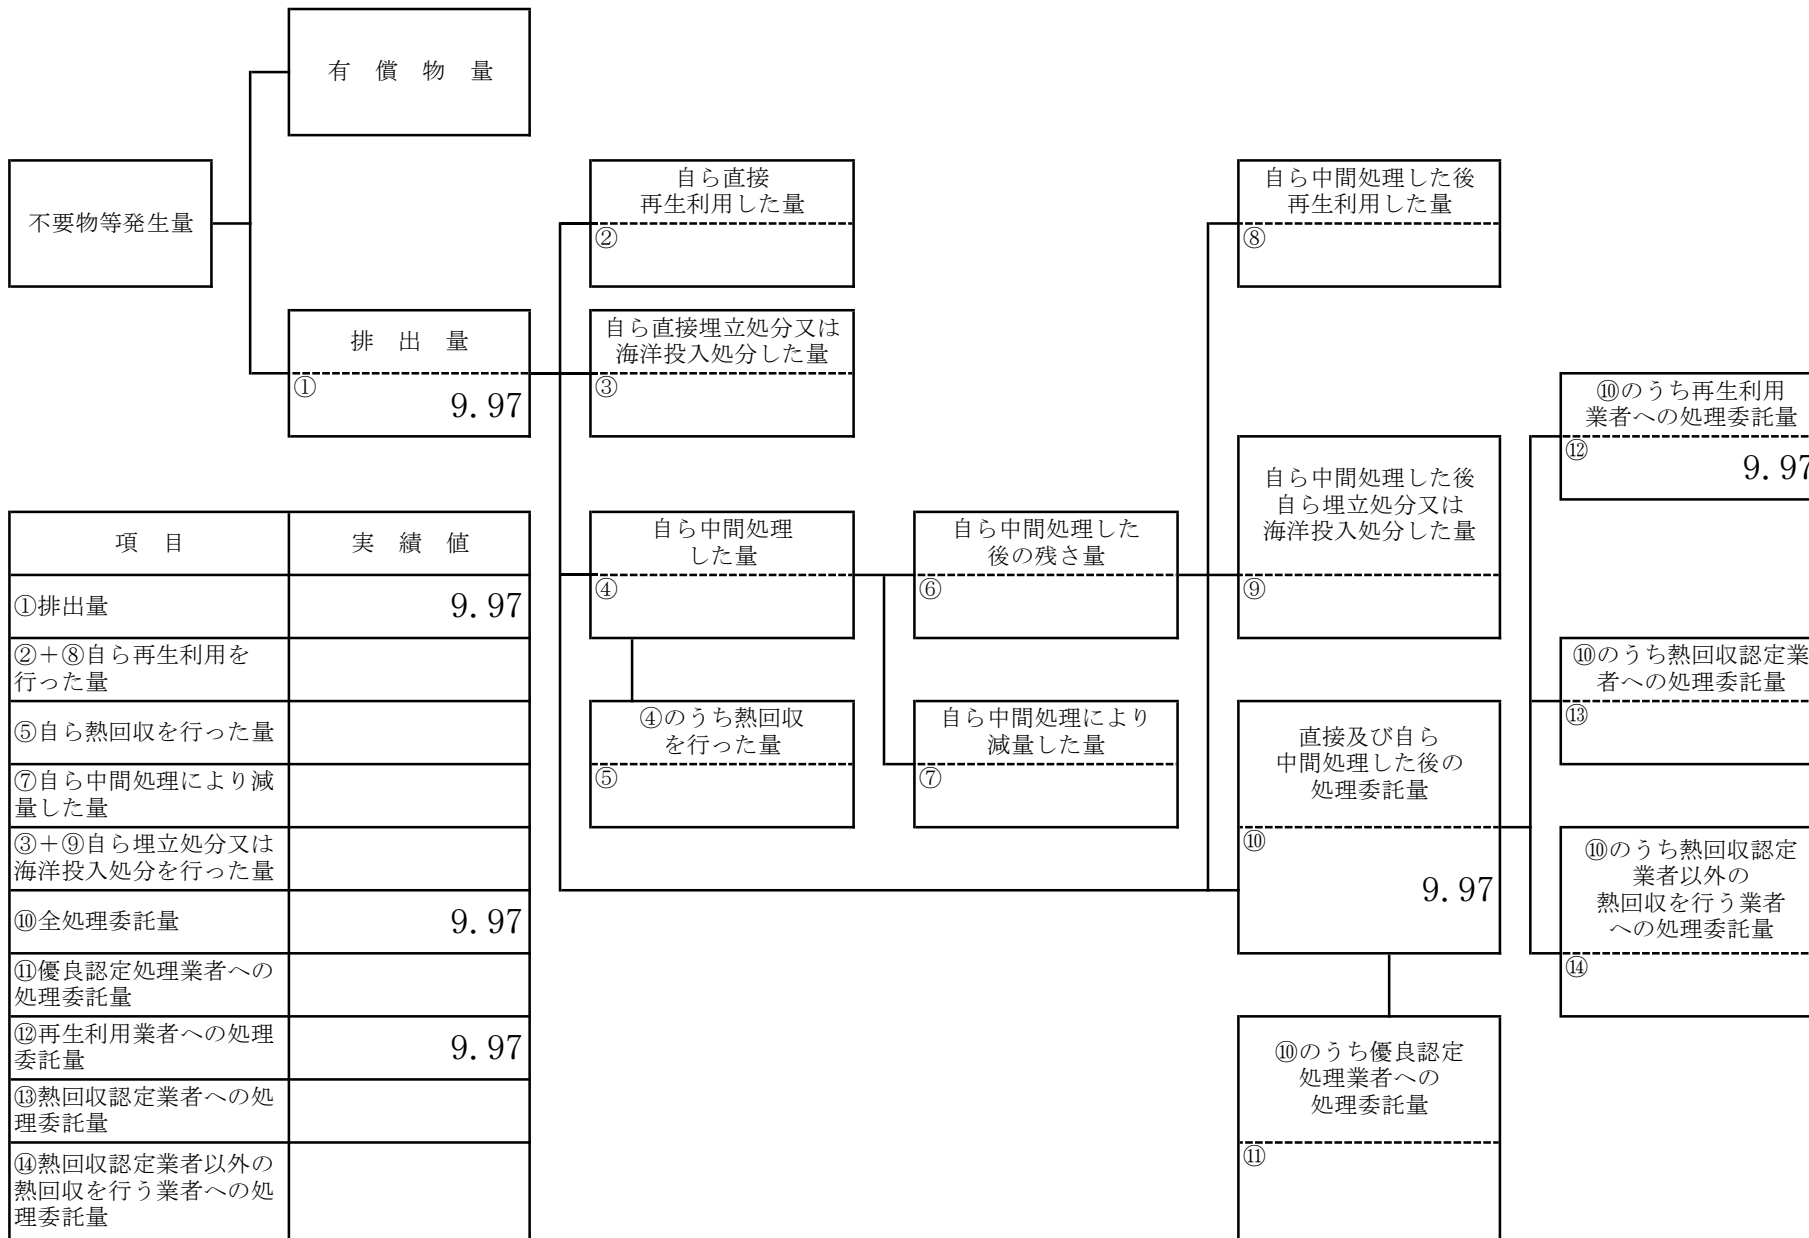 有 償 物 量
不要物等発生量
自ら直接
再生利用した量
②
自ら中間処理した後
再生利用した量
⑧
排 出 量
①
9.97
自ら直接埋立処分又は
海洋投入処分した量
③
⑩のうち再生利用
業者への処理委託量
⑫
9.97
自ら中間処理した後
自ら埋立処分又は
海洋投入処分した量
⑨
自ら中間処理
した量
④
自ら中間処理した
後の残さ量
⑥
⑩のうち熱回収認定業
者への処理委託量
⑬
④のうち熱回収
を行った量
⑤
自ら中間処理により
減量した量
⑦
直接及び自ら
中間処理した後の
処理委託量
⑩
9.97
⑩のうち熱回収認定
業者以外の
熱回収を行う業者
への処理委託量
⑭
⑩のうち優良認定
処理業者への
処理委託量
⑪
項 目 実 績 値
①排出量 9.97
②+⑧自ら再生利用を
行った量
⑤自ら熱回収を行った量
⑦自ら中間処理により減
量した量
③+⑨自ら埋立処分又は
海洋投入処分を行った量
⑩全処理委託量 9.97
⑪優良認定処理業者への
処理委託量
⑫再生利用業者への処理
委託量 9.97
⑬熱回収認定業者への処
理委託量
⑭熱回収認定業者以外の
熱回収を行う業者への処
理委託量